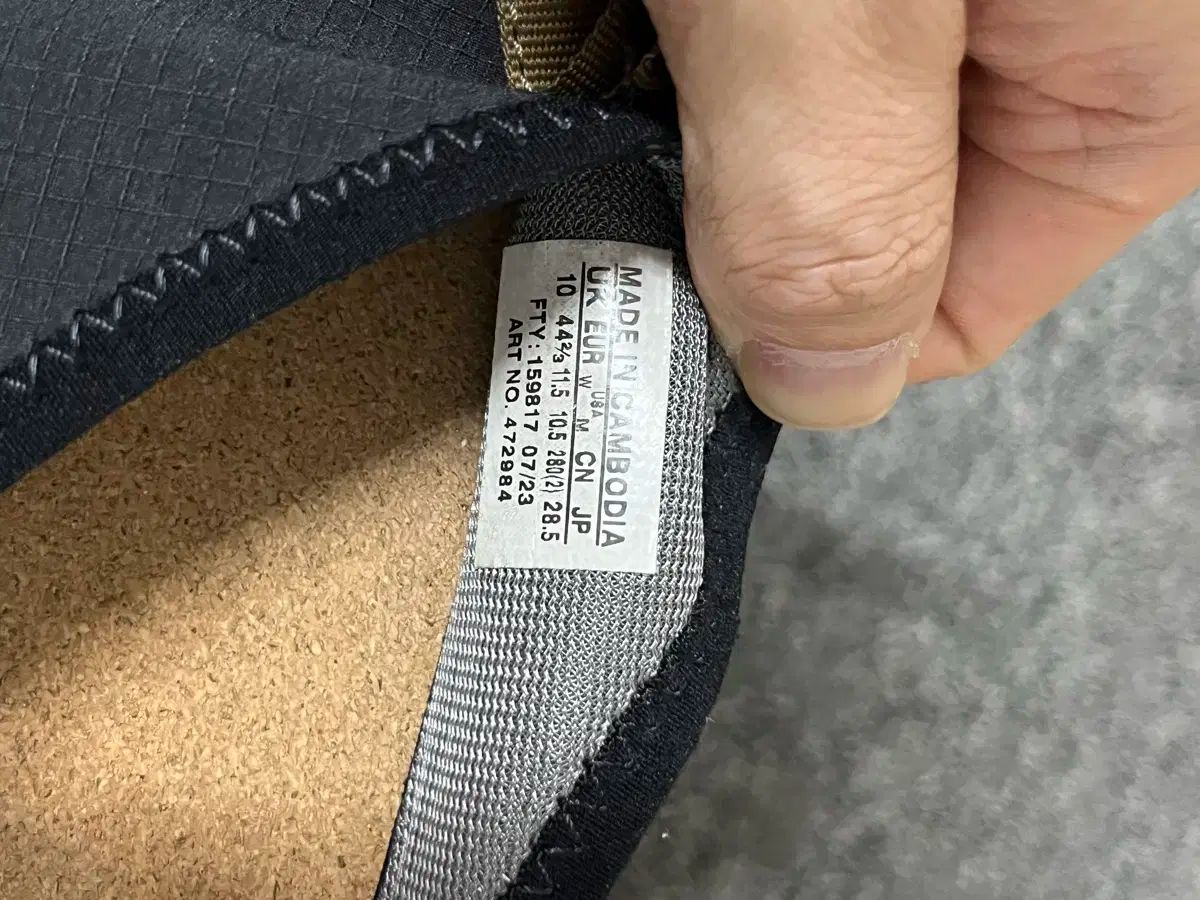 MADE IN CAMBODIA
USA
UK EUR W M CN JP
10 44⅔ 11.5 10.5 280(2) 28.5
FTY: 159817 07/23
ART NO. 472984